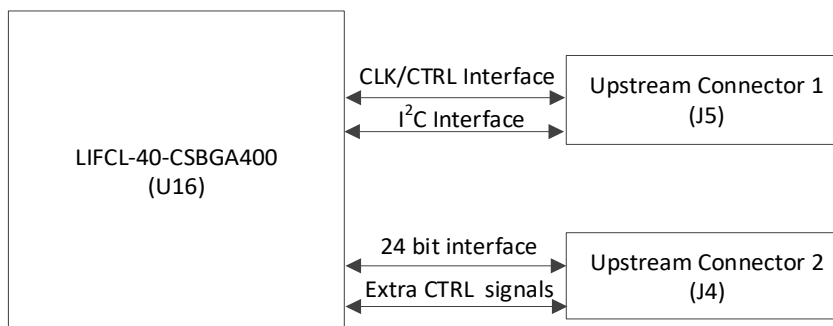 LIFCL-40-CSBGA400
(U16)
CLK/CTRL Interface
I²C Interface
Upstream Connector 1
(J5)
24 bit interface
Extra CTRL signals
Upstream Connector 2
(J4)